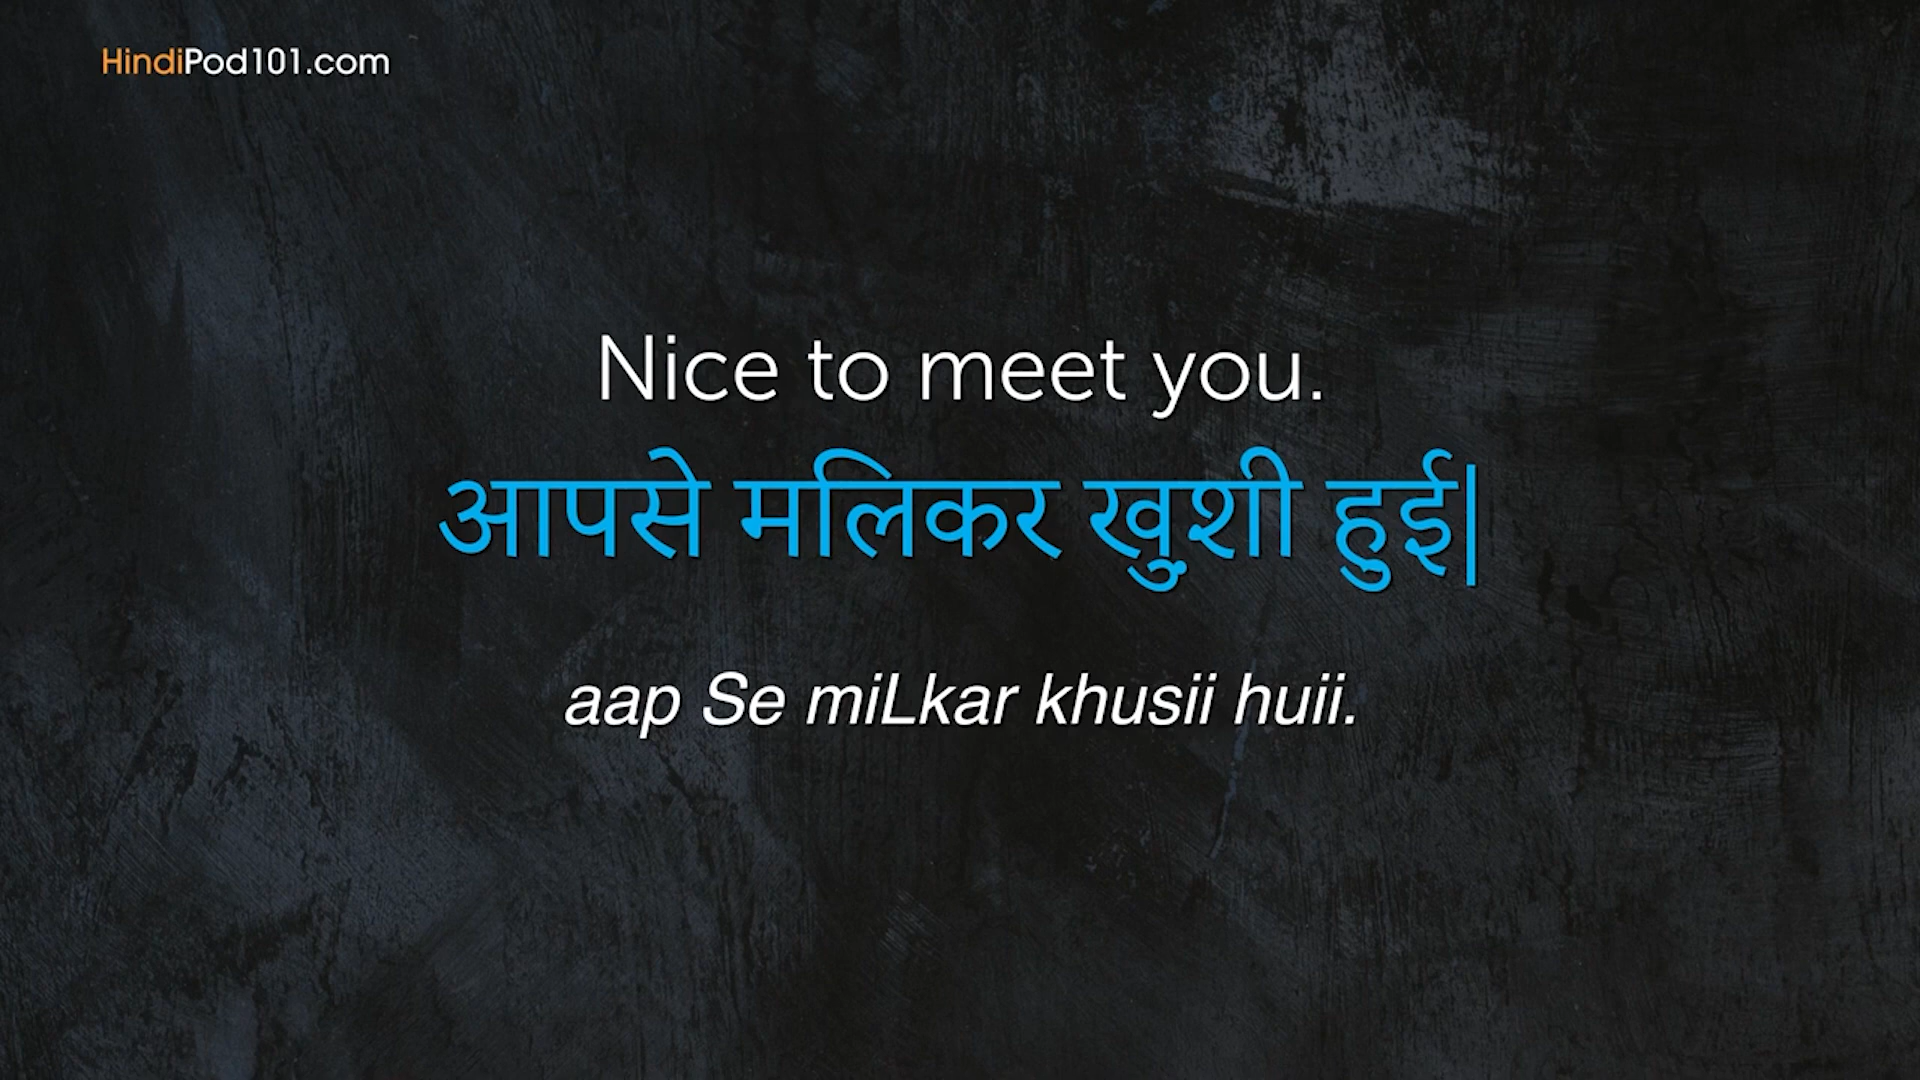 HindiPod101.com
Nice to meet you.
आपसे मलिकर खुशी हुई|
aap Se miLkar khusii huii.